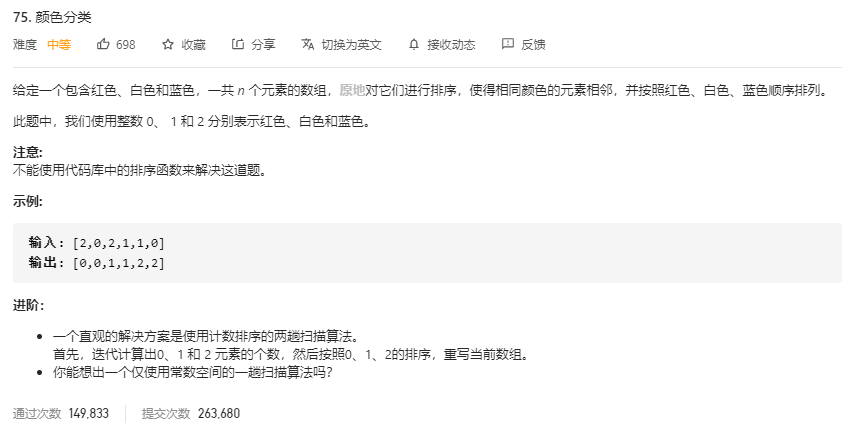 75. 颜色分类
难度 中等 698 收藏 分享 切换为英文 接收动态 反馈
给定一个包含红色、白色和蓝色，一共 n 个元素的数组，原地对它们进行排序，使得相同颜色的元素相邻，并按照红色、白色、蓝色顺序排列。
此题中，我们使用整数 0、 1 和 2 分别表示红色、白色和蓝色。
注意:
不能使用代码库中的排序函数来解决这道题。
示例:
输入: [2,0,2,1,1,0]
输出: [0,0,1,1,2,2]
进阶：
• 一个直观的解决方案是使用计数排序的两趟扫描算法。
首先，迭代计算出0、1 和 2 元素的个数，然后按照0、1、2的排序，重写当前数组。
• 你能想出一个仅使用常数空间的一趟扫描算法吗？
通过次数 149,833 提交次数 263,680